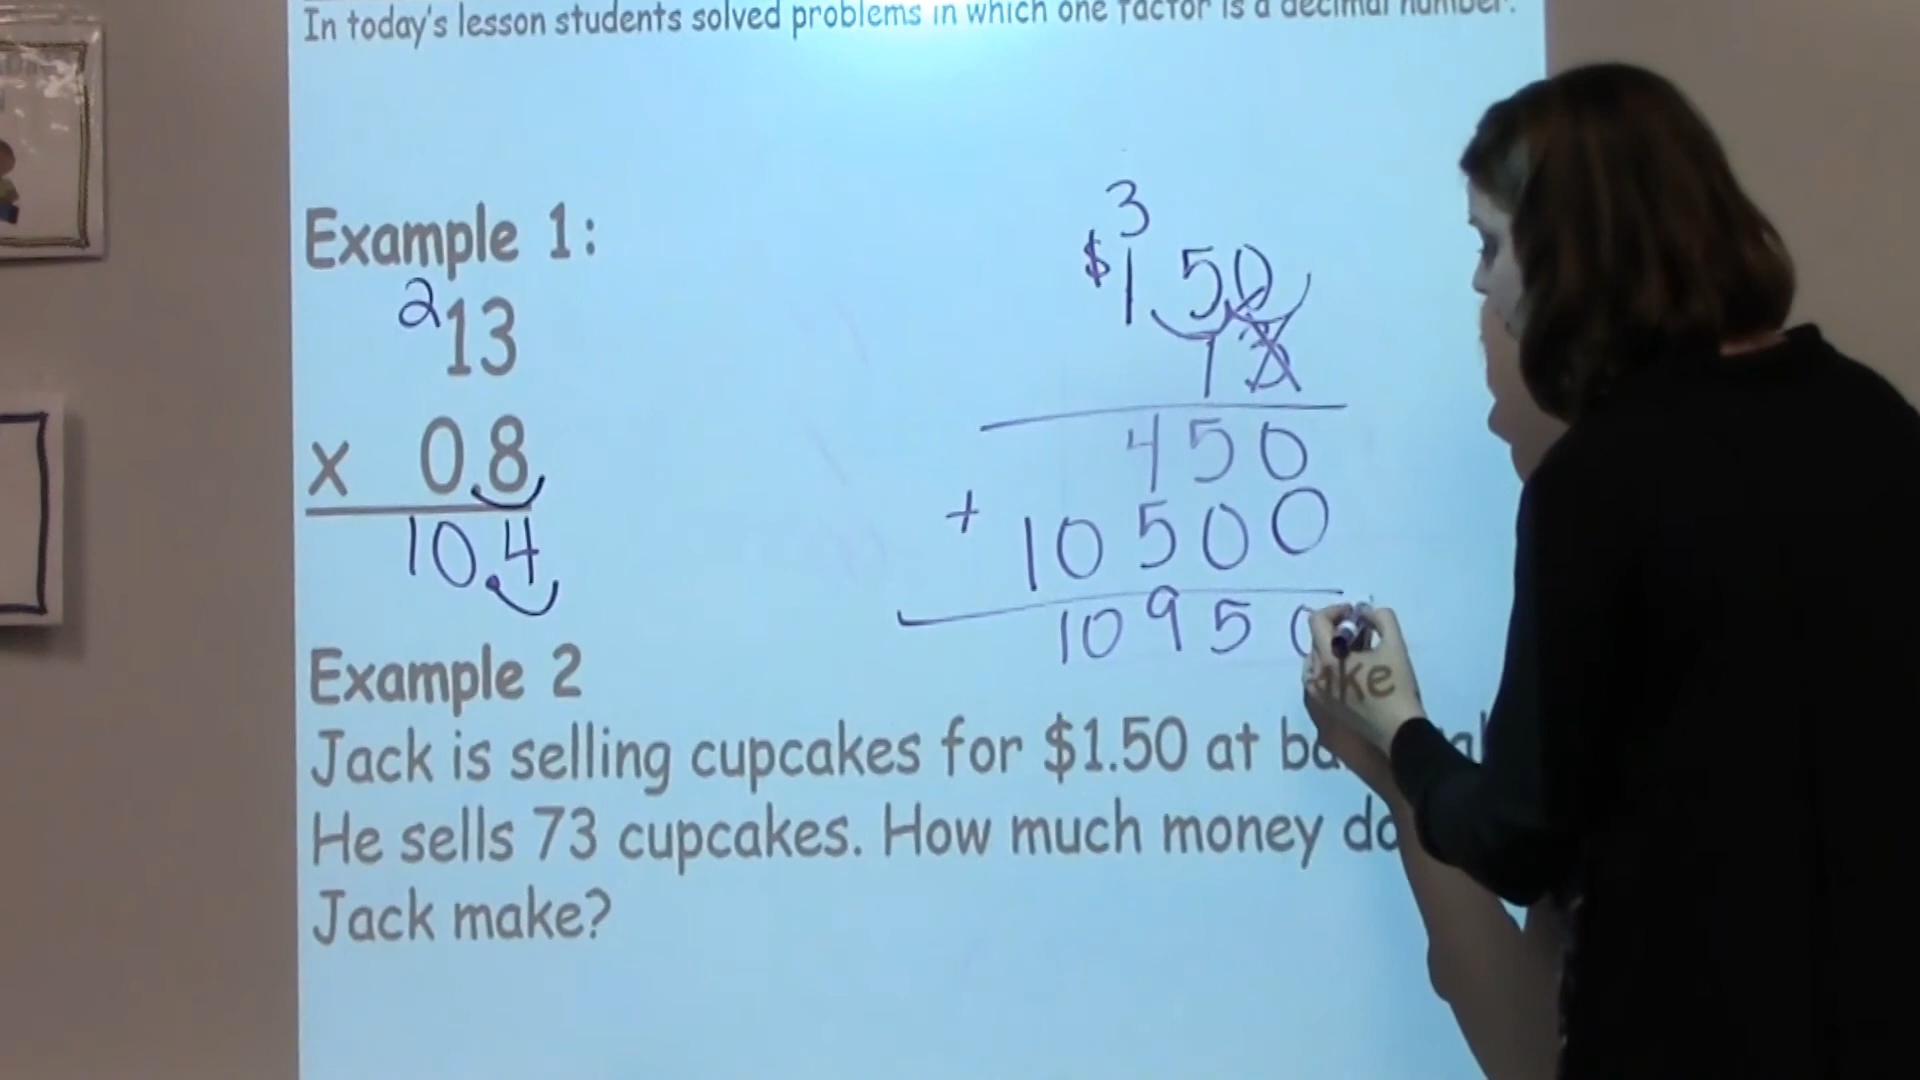 In today's lesson students solved problems in which one factor is a decimal number.
Example 1:
2
13
x 0.8
10.4
3
$1.50
73
450
+ 10500
10950
Example 2
Jack is selling cupcakes for $1.50 at
He sells 73 cupcakes. How much money
Jack make?